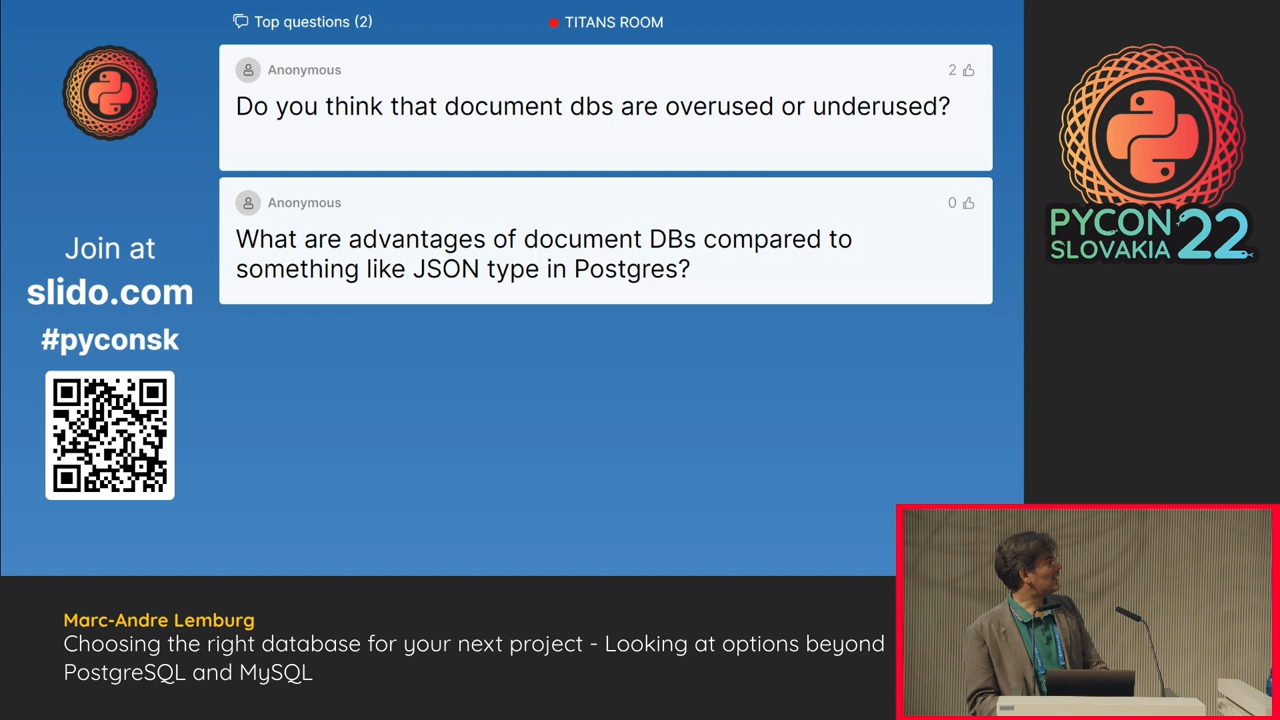 Top questions (2)
TITANS ROOM
Anonymous
2
Do you think that document dbs are overused or underused?
Anonymous
0
What are advantages of document DBs compared to
something like JSON type in Postgres?
Join at
slido.com
#pyconsk
PYCON
SLOVAKIA
22
Marc-Andre Lemburg
Choosing the right database for your next project - Looking at options beyond
PostgreSQL and MySQL